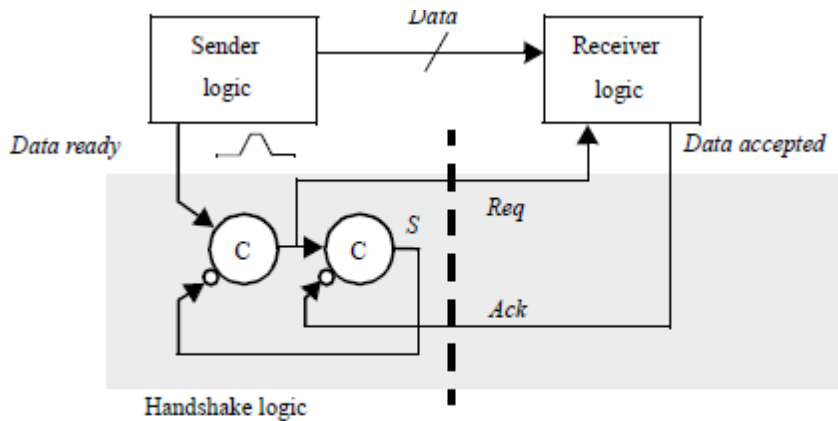 Data
Sender
logic
Receiver
logic
Data ready
Data accepted
Req
C
C
S
Ack
Handshake logic